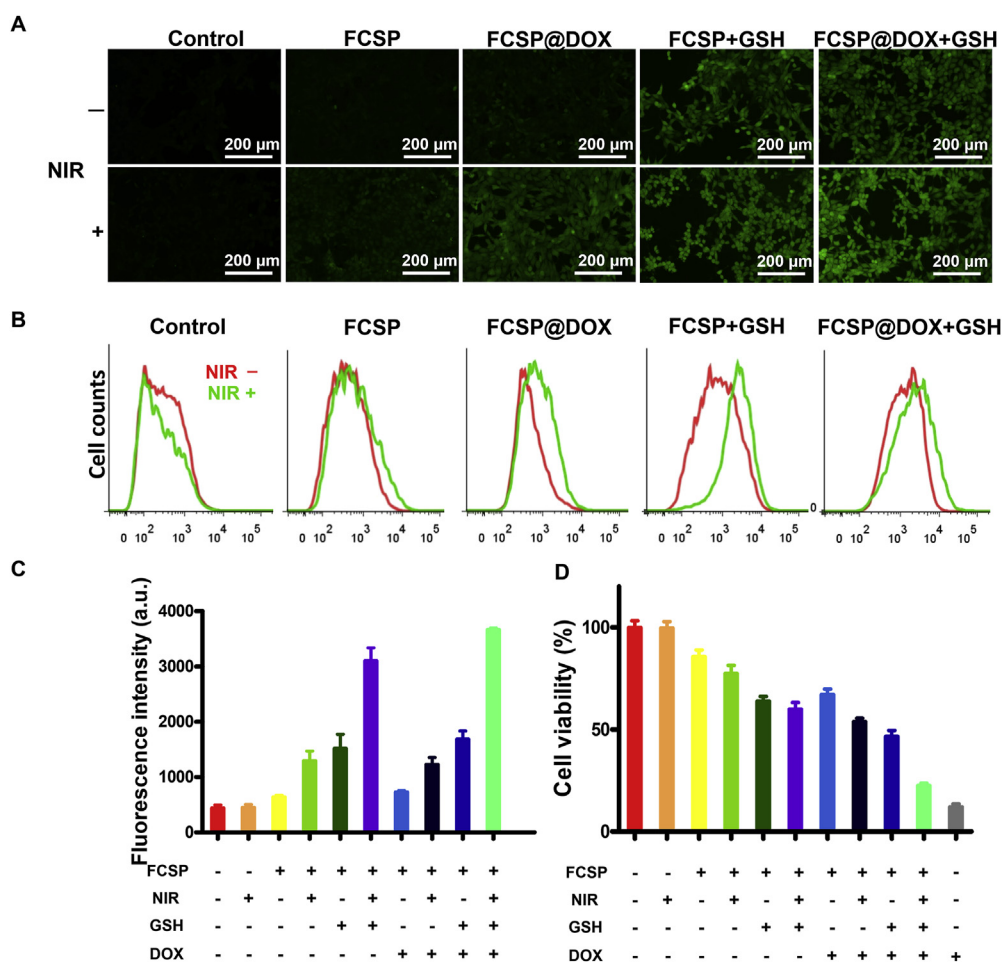 A
Control FCSP FCSP@DOX FCSP+GSH FCSP@DOX+GSH
–
200 µm 200 µm 200 µm 200 µm 200 µm
NIR
+
200 µm 200 µm 200 µm 200 µm 200 µm
B
Control FCSP FCSP@DOX FCSP+GSH FCSP@DOX+GSH
NIR –
NIR +
Cell counts
0
0 10² 10³ 10⁴ 10⁵ 0 10² 10³ 10⁴ 10⁵ 0 10² 10³ 10⁴ 10⁵ 0 10² 10³ 10⁴ 10⁵ 0 10² 10³ 10⁴ 10⁵
C
Fluorescence intensity (a.u.)
4000
3000
2000
1000
0
FCSP - - + + + + + + + +
NIR - + - + - + - + - +
GSH - - - - + + - - + +
DOX - - - - - - + + + +
D
Cell viability (%)
100
50
0
FCSP - - + + + + + + + + -
NIR - + - + - + - + - + -
GSH - - - - + + - - + + -
DOX - - - - - - + + + + +